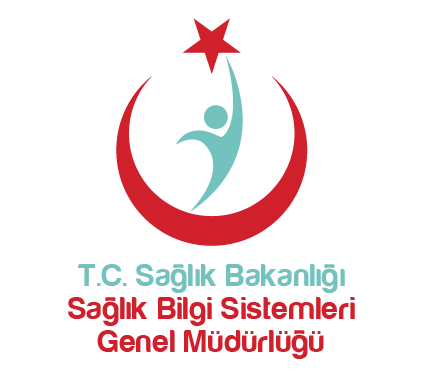 T.C. Sağlık Bakanlığı
Sağlık Bilgi Sistemleri
Genel Müdürlüğü